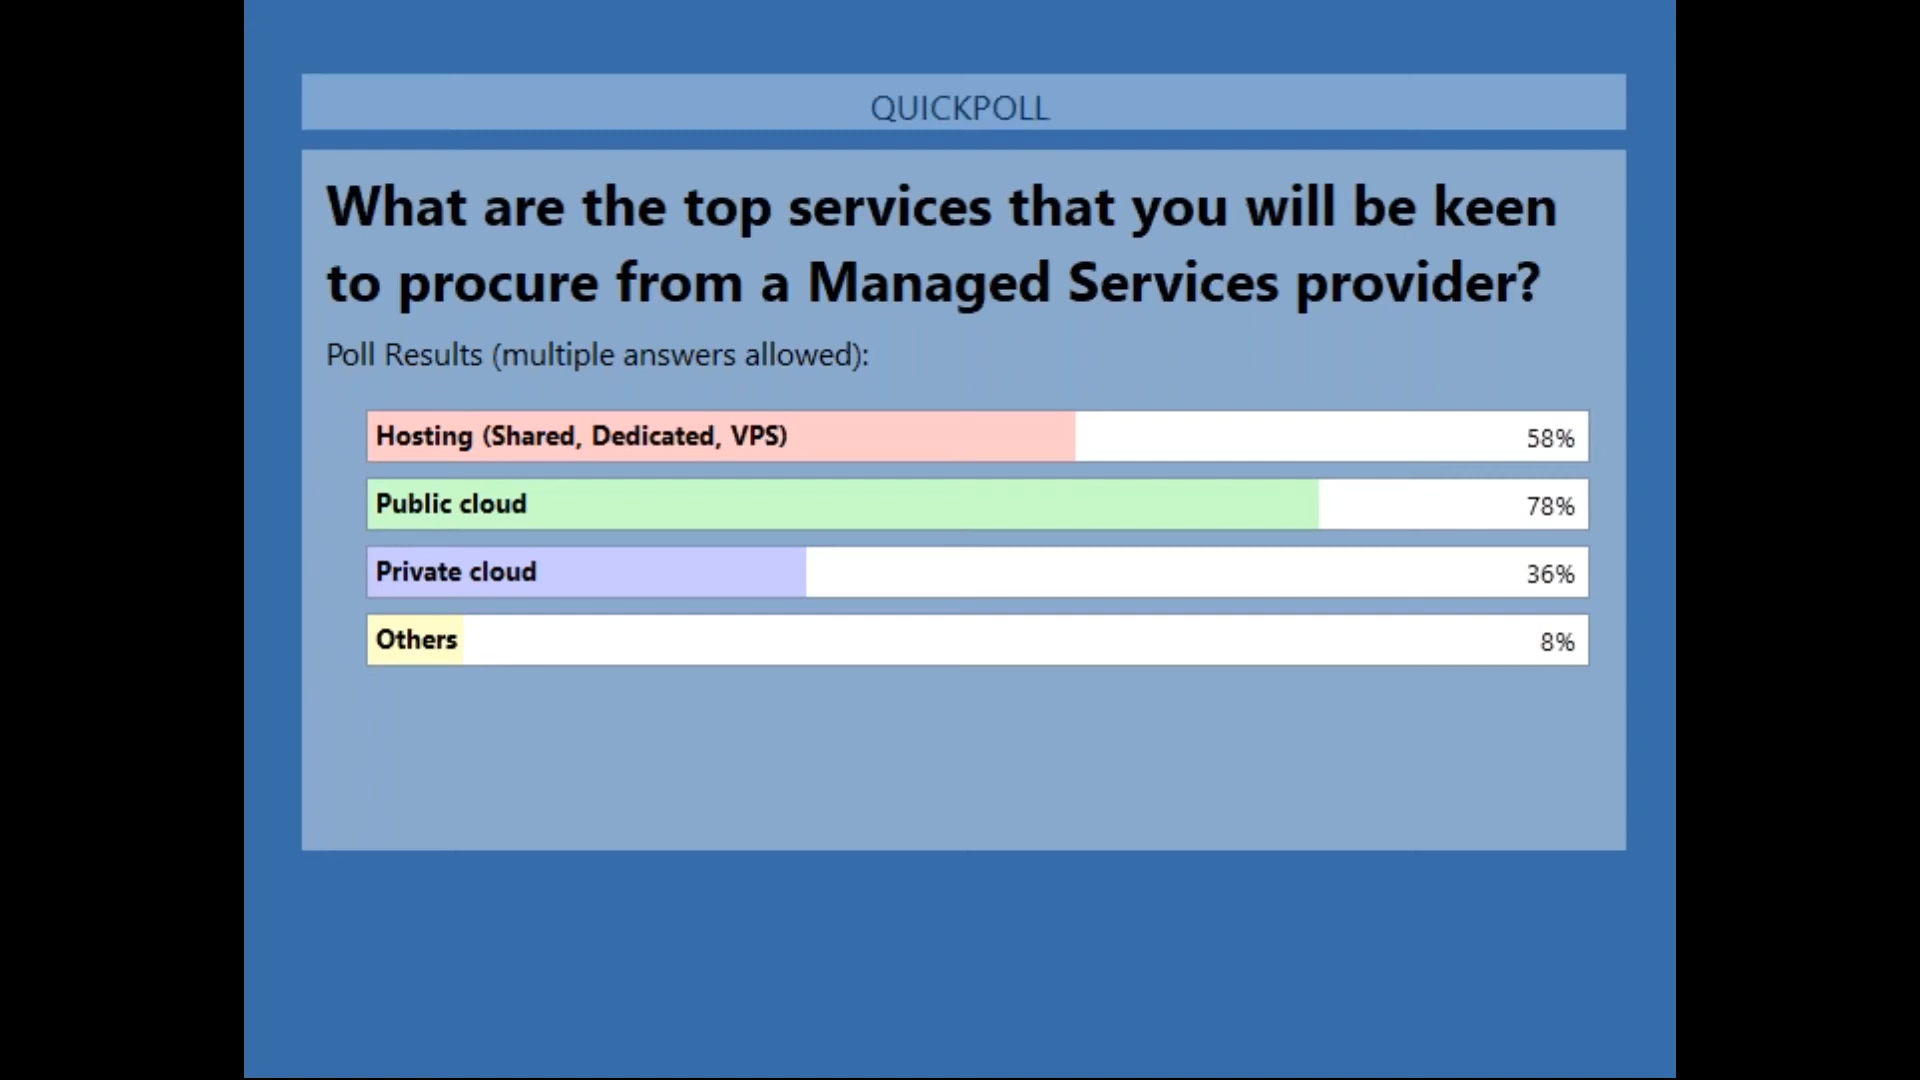 QUICKPOLL
What are the top services that you will be keen
to procure from a Managed Services provider?
Poll Results (multiple answers allowed):
Hosting (Shared, Dedicated, VPS) 58%
Public cloud 78%
Private cloud 36%
Others 8%